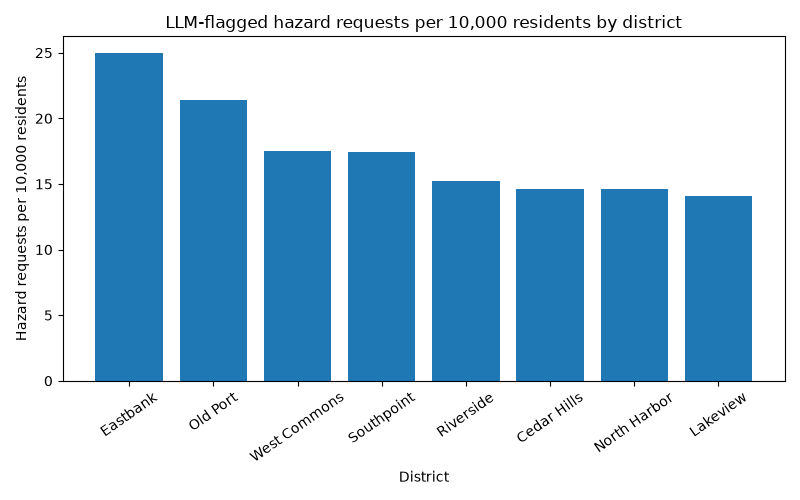 LLM-flagged hazard requests per 10,000 residents by district
Hazard requests per 10,000 residents
25
20
15
10
5
0
Eastbank
Old Port
West Commons
Southpoint
Riverside
Cedar Hills
North Harbor
Lakeview
District